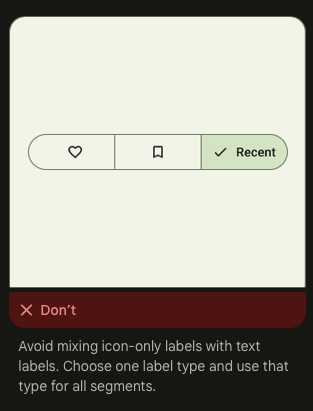 Recent
Don't
Avoid mixing icon-only labels with text
labels. Choose one label type and use that
type for all segments.